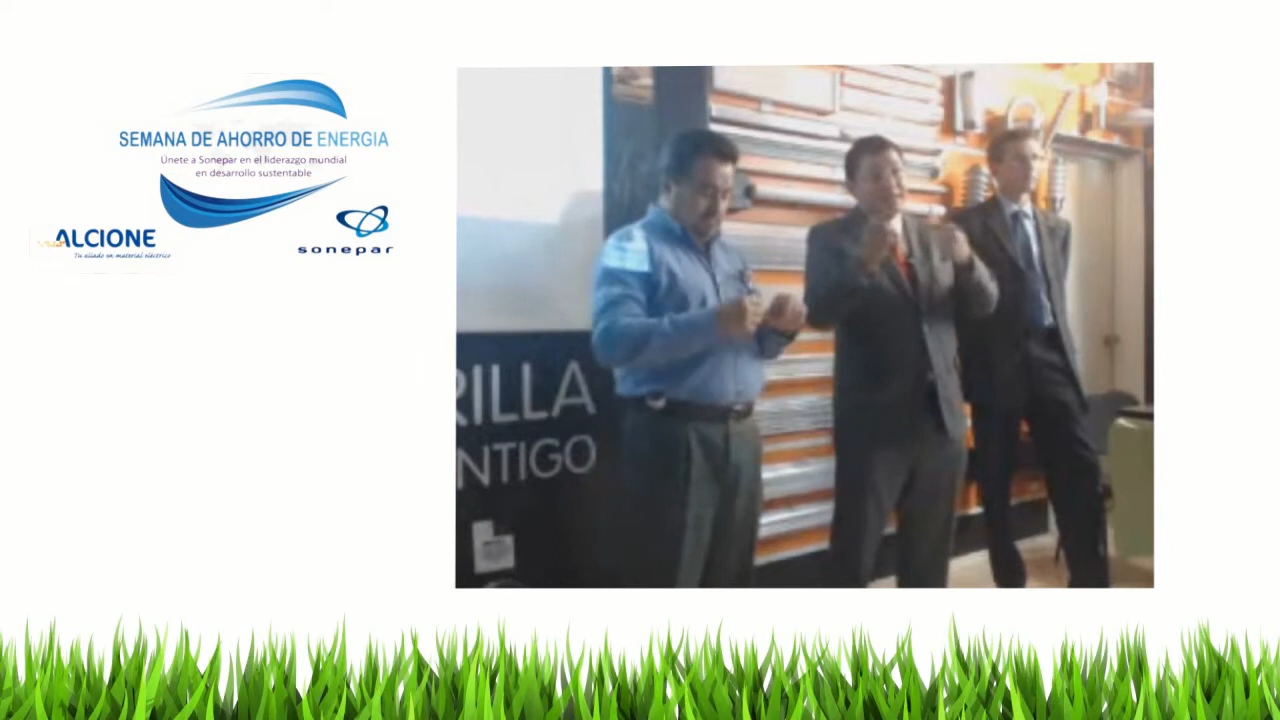 SEMANA DE AHORRO DE ENERGIA
Únete a Sonepar en el liderazgo mundial
en desarrollo sustentable
ALCIONE
Tu aliado en material eléctrico
sonepar
RILLA
NTIGO